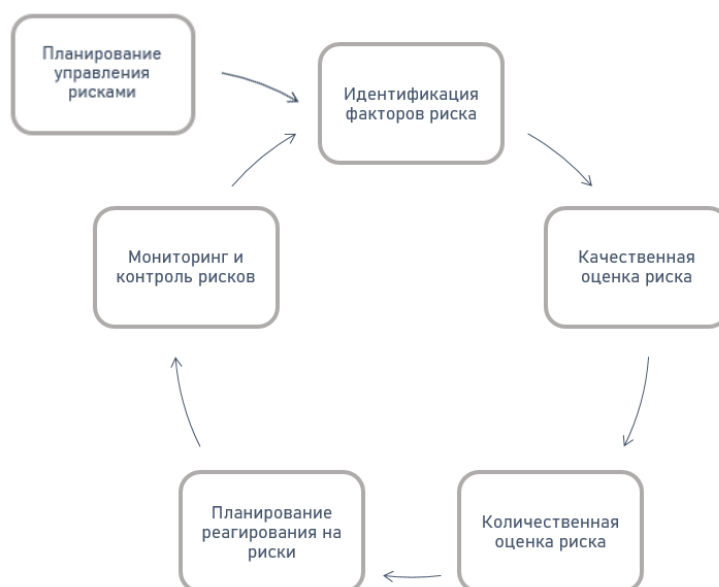 Планирование
управления
рисками
Идентификация
факторов риска
Качественная
оценка риска
Количественная
оценка риска
Планирование
реагирования на
риски
Мониторинг и
контроль рисков